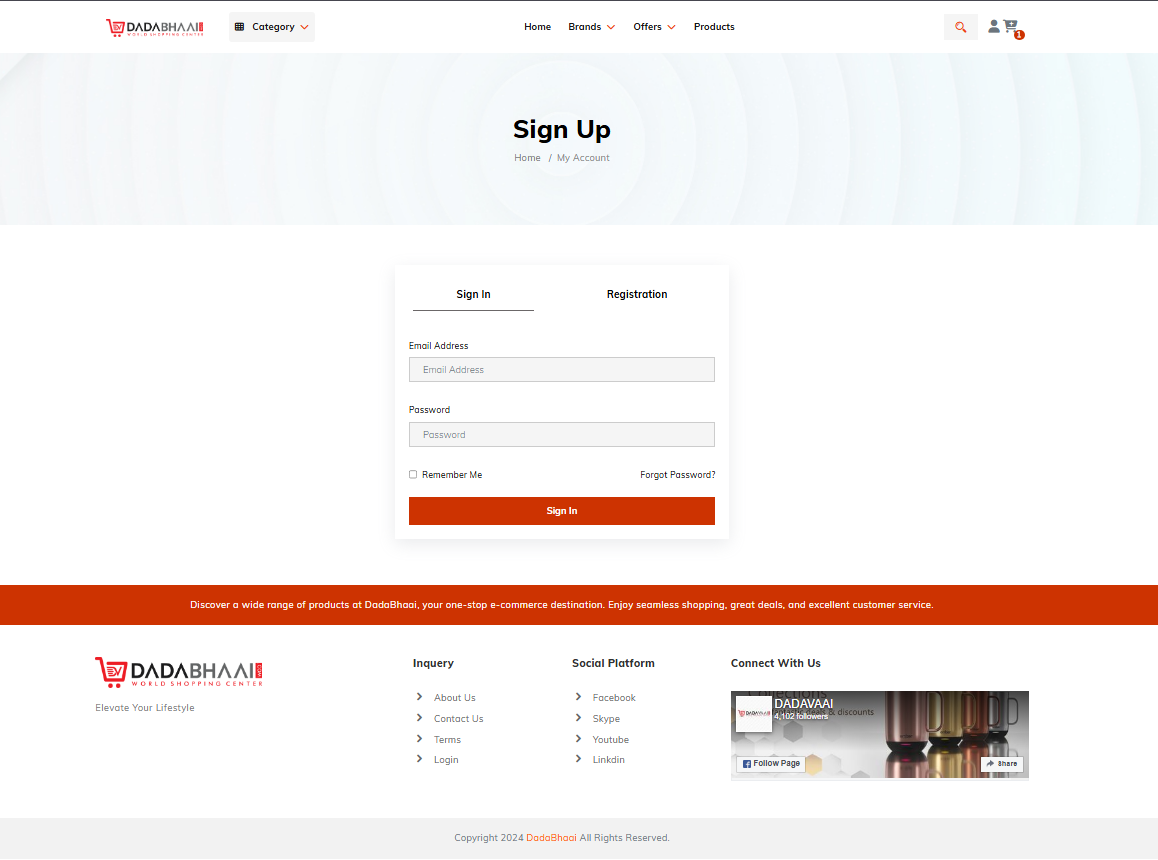 DADABHAAI
WORLD SHOPPING CENTER
Category
Home
Brands
Offers
Products
1
Sign Up
Home / My Account
Sign In
Registration
Email Address
Email Address
Password
Password
Remember Me
Forgot Password?
Sign In
Discover a wide range of products at DadaBhaai, your one-stop e-commerce destination. Enjoy seamless shopping, great deals, and excellent customer service.
DADABHAAI
.COM
WORLD SHOPPING CENTER
Elevate Your Lifestyle
Inquery
About Us
Contact Us
Terms
Login
Social Platform
Facebook
Skype
Youtube
Linkdin
Connect With Us
Collections
DADAVAAI
deals & discounts
4,102 followers
Follow Page
Share
Copyright 2024 DadaBhaai All Rights Reserved.